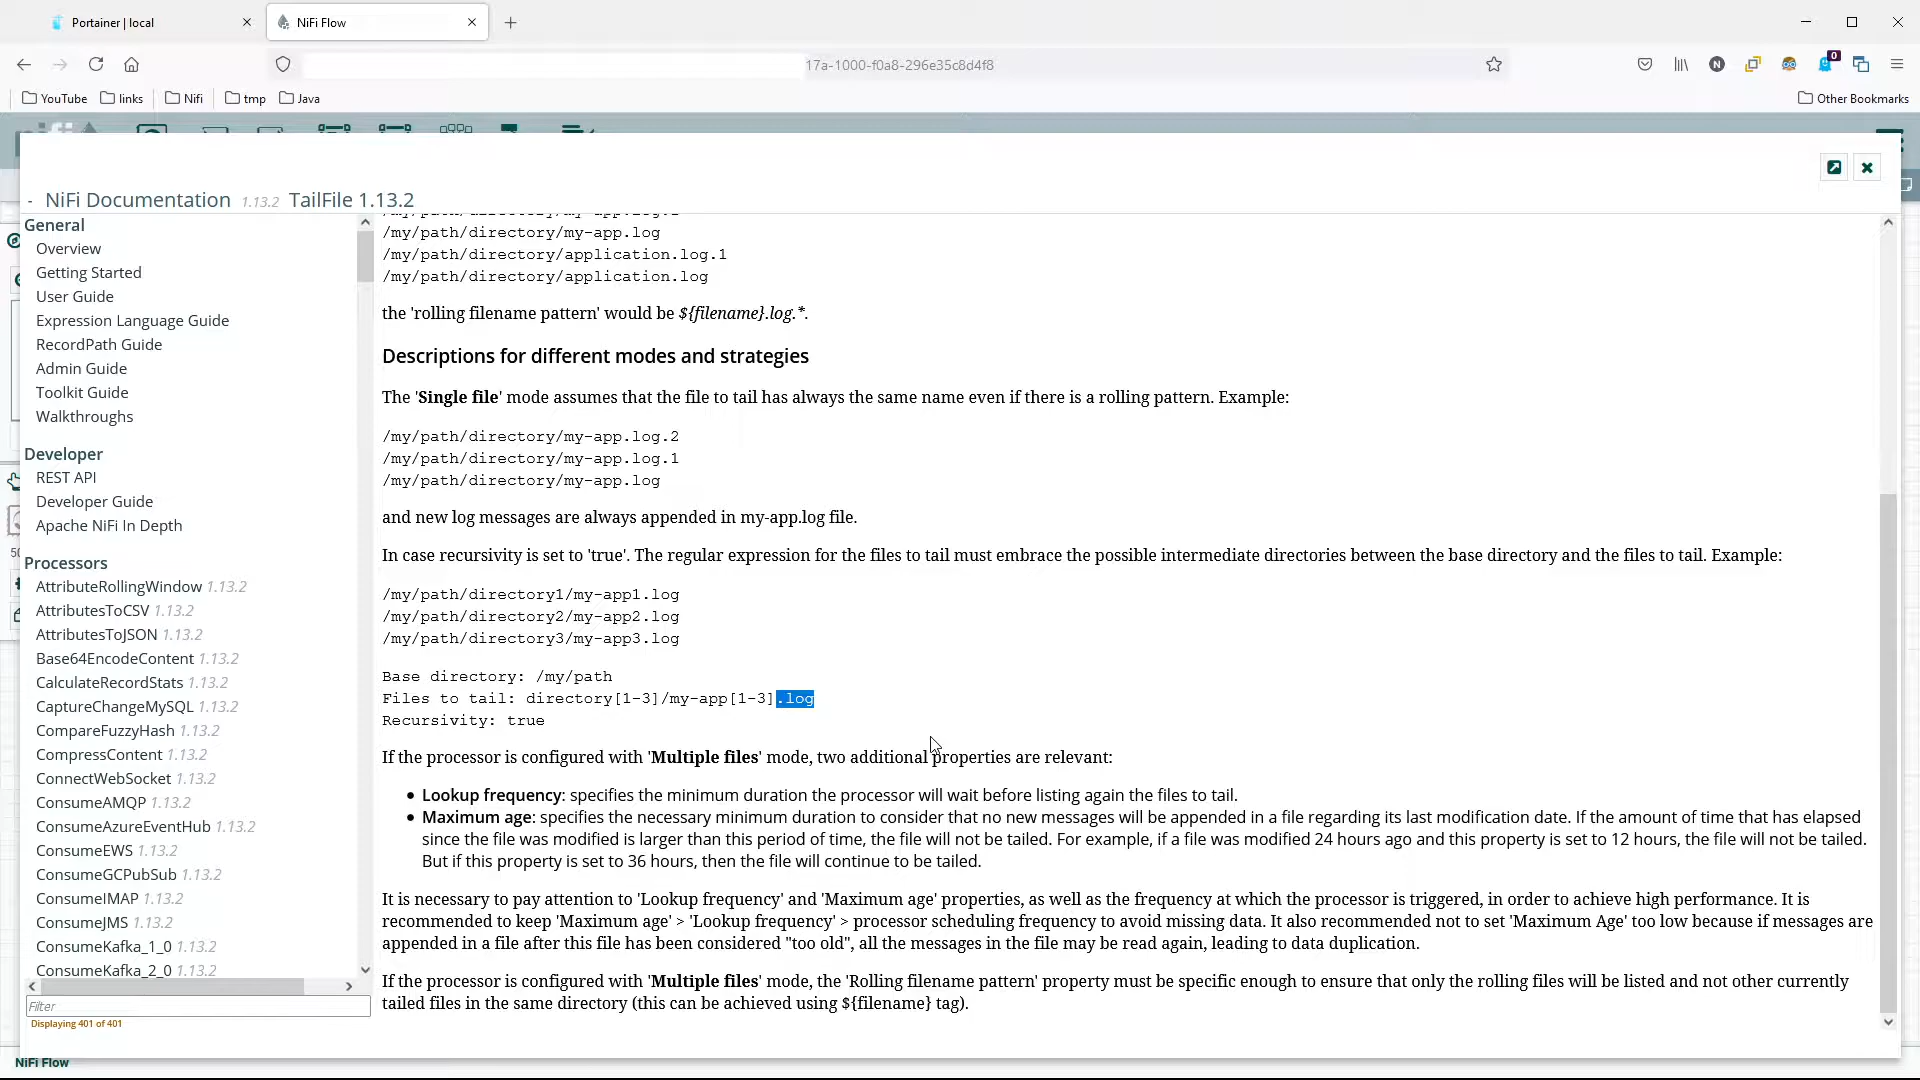 Portainer | local
NiFi Flow
17a-1000-f0a8-296e35c8d4f8
0
YouTube
links
Nifi
tmp
Java
Other Bookmarks
- NiFi Documentation 1.13.2 TailFile 1.13.2
General
Overview
Getting Started
User Guide
Expression Language Guide
RecordPath Guide
Admin Guide
Toolkit Guide
Walkthroughs
Developer
REST API
Developer Guide
Apache NiFi In Depth
Processors
AttributeRollingWindow 1.13.2
AttributesToCSV 1.13.2
AttributesToJSON 1.13.2
Base64EncodeContent 1.13.2
CalculateRecordStats 1.13.2
CaptureChangeMySQL 1.13.2
CompareFuzzyHash 1.13.2
CompressContent 1.13.2
ConnectWebSocket 1.13.2
ConsumeAMQP 1.13.2
ConsumeAzureEventHub 1.13.2
ConsumeEWS 1.13.2
ConsumeGCPubSub 1.13.2
ConsumeIMAP 1.13.2
ConsumeJMS 1.13.2
ConsumeKafka_1_0 1.13.2
ConsumeKafka_2_0 1.13.2
Filter
Displaying 401 of 401
/my/path/directory/my-app.log
/my/path/directory/application.log.1
/my/path/directory/application.log
the 'rolling filename pattern' would be ${filename}.log.*.
Descriptions for different modes and strategies
The 'Single file' mode assumes that the file to tail has always the same name even if there is a rolling pattern. Example:
/my/path/directory/my-app.log.2
/my/path/directory/my-app.log.1
/my/path/directory/my-app.log
and new log messages are always appended in my-app.log file.
In case recursivity is set to 'true'. The regular expression for the files to tail must embrace the possible intermediate directories between the base directory and the files to tail. Example:
/my/path/directory1/my-app1.log
/my/path/directory2/my-app2.log
/my/path/directory3/my-app3.log
Base directory: /my/path
Files to tail: directory[1-3]/my-app[1-3].log
Recursivity: true
If the processor is configured with 'Multiple files' mode, two additional properties are relevant:
• Lookup frequency: specifies the minimum duration the processor will wait before listing again the files to tail.
• Maximum age: specifies the necessary minimum duration to consider that no new messages will be appended in a file regarding its last modification date. If the amount of time that has elapsed
since the file was modified is larger than this period of time, the file will not be tailed. For example, if a file was modified 24 hours ago and this property is set to 12 hours, the file will not be tailed.
But if this property is set to 36 hours, then the file will continue to be tailed.
It is necessary to pay attention to 'Lookup frequency' and 'Maximum age' properties, as well as the frequency at which the processor is triggered, in order to achieve high performance. It is
recommended to keep 'Maximum age' > 'Lookup frequency' > processor scheduling frequency to avoid missing data. It also recommended not to set 'Maximum Age' too low because if messages are
appended in a file after this file has been considered "too old", all the messages in the file may be read again, leading to data duplication.
If the processor is configured with 'Multiple files' mode, the 'Rolling filename pattern' property must be specific enough to ensure that only the rolling files will be listed and not other currently
tailed files in the same directory (this can be achieved using ${filename} tag).
NiFi Flow